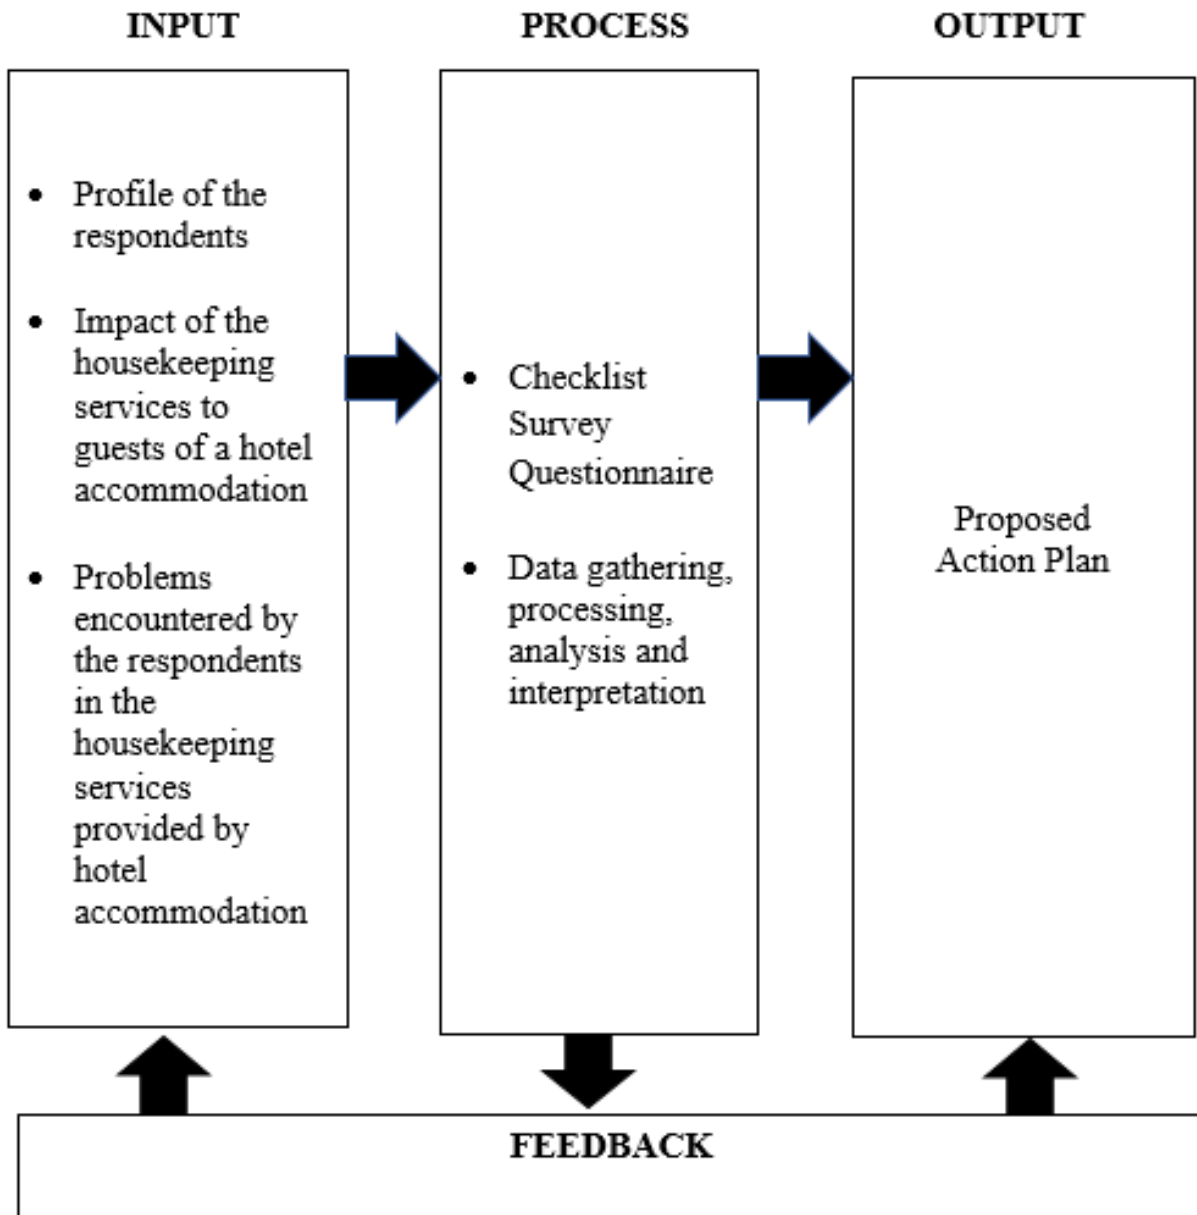 INPUT
PROCESS
OUTPUT
• Profile of the
respondents
• Impact of the
housekeeping
services to
guests of a hotel
accommodation
• Problems
encountered by
the respondents
in the
housekeeping
services
provided by
hotel
accommodation
• Checklist
Survey
Questionnaire
• Data gathering,
processing,
analysis and
interpretation
Proposed
Action Plan
FEEDBACK